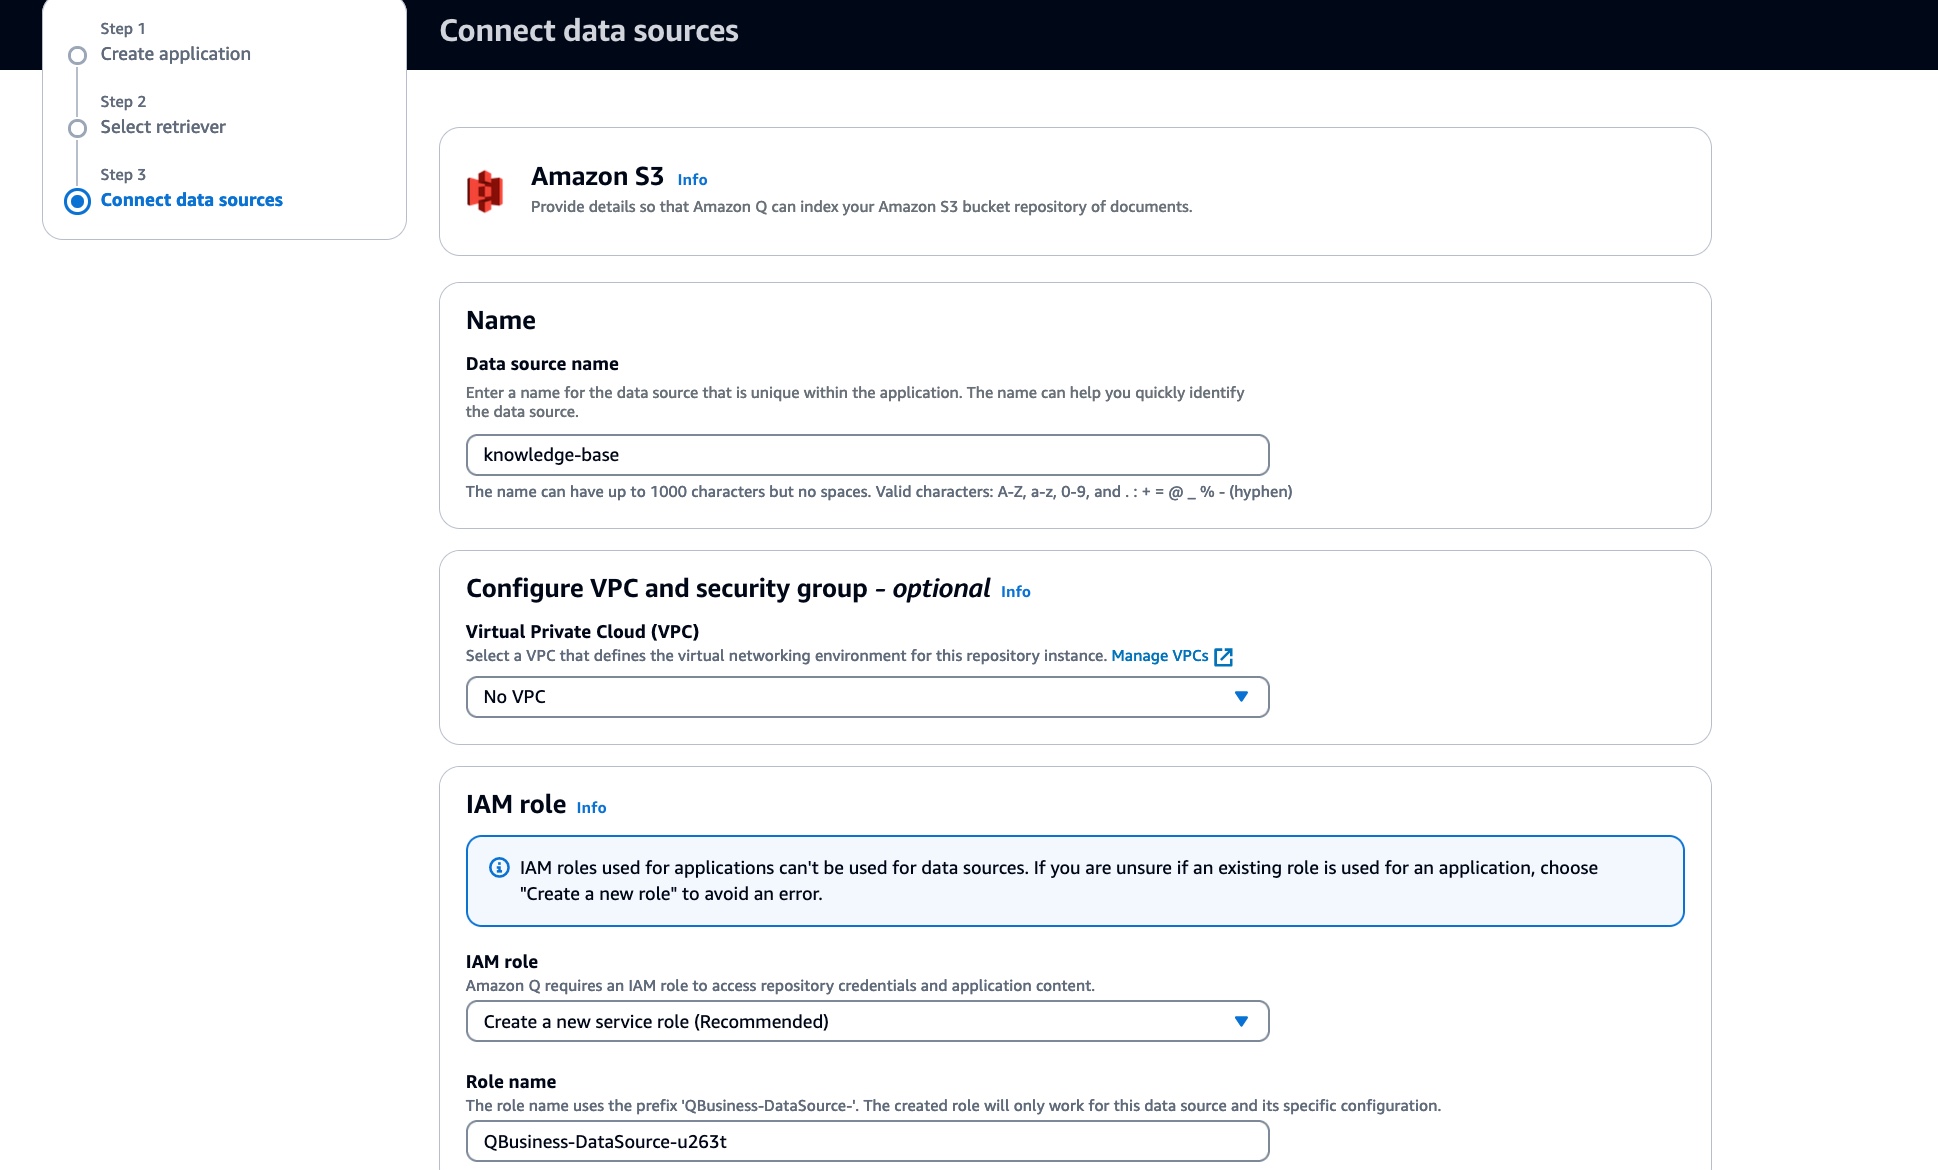 Step 1
Create application
Step 2
Select retriever
Step 3
Connect data sources
Connect data sources
Amazon S3 Info
Provide details so that Amazon Q can index your Amazon S3 bucket repository of documents.
Name
Data source name
Enter a name for the data source that is unique within the application. The name can help you quickly identify
the data source.
knowledge-base
The name can have up to 1000 characters but no spaces. Valid characters: A-Z, a-z, 0-9, and . : + = @ _ % - (hyphen)
Configure VPC and security group - optional Info
Virtual Private Cloud (VPC)
Select a VPC that defines the virtual networking environment for this repository instance. Manage VPCs
No VPC
IAM role Info
IAM roles used for applications can't be used for data sources. If you are unsure if an existing role is used for an application, choose
"Create a new role" to avoid an error.
IAM role
Amazon Q requires an IAM role to access repository credentials and application content.
Create a new service role (Recommended)
Role name
The role name uses the prefix 'QBusiness-DataSource-'. The created role will only work for this data source and its specific configuration.
QBusiness-DataSource-u263t